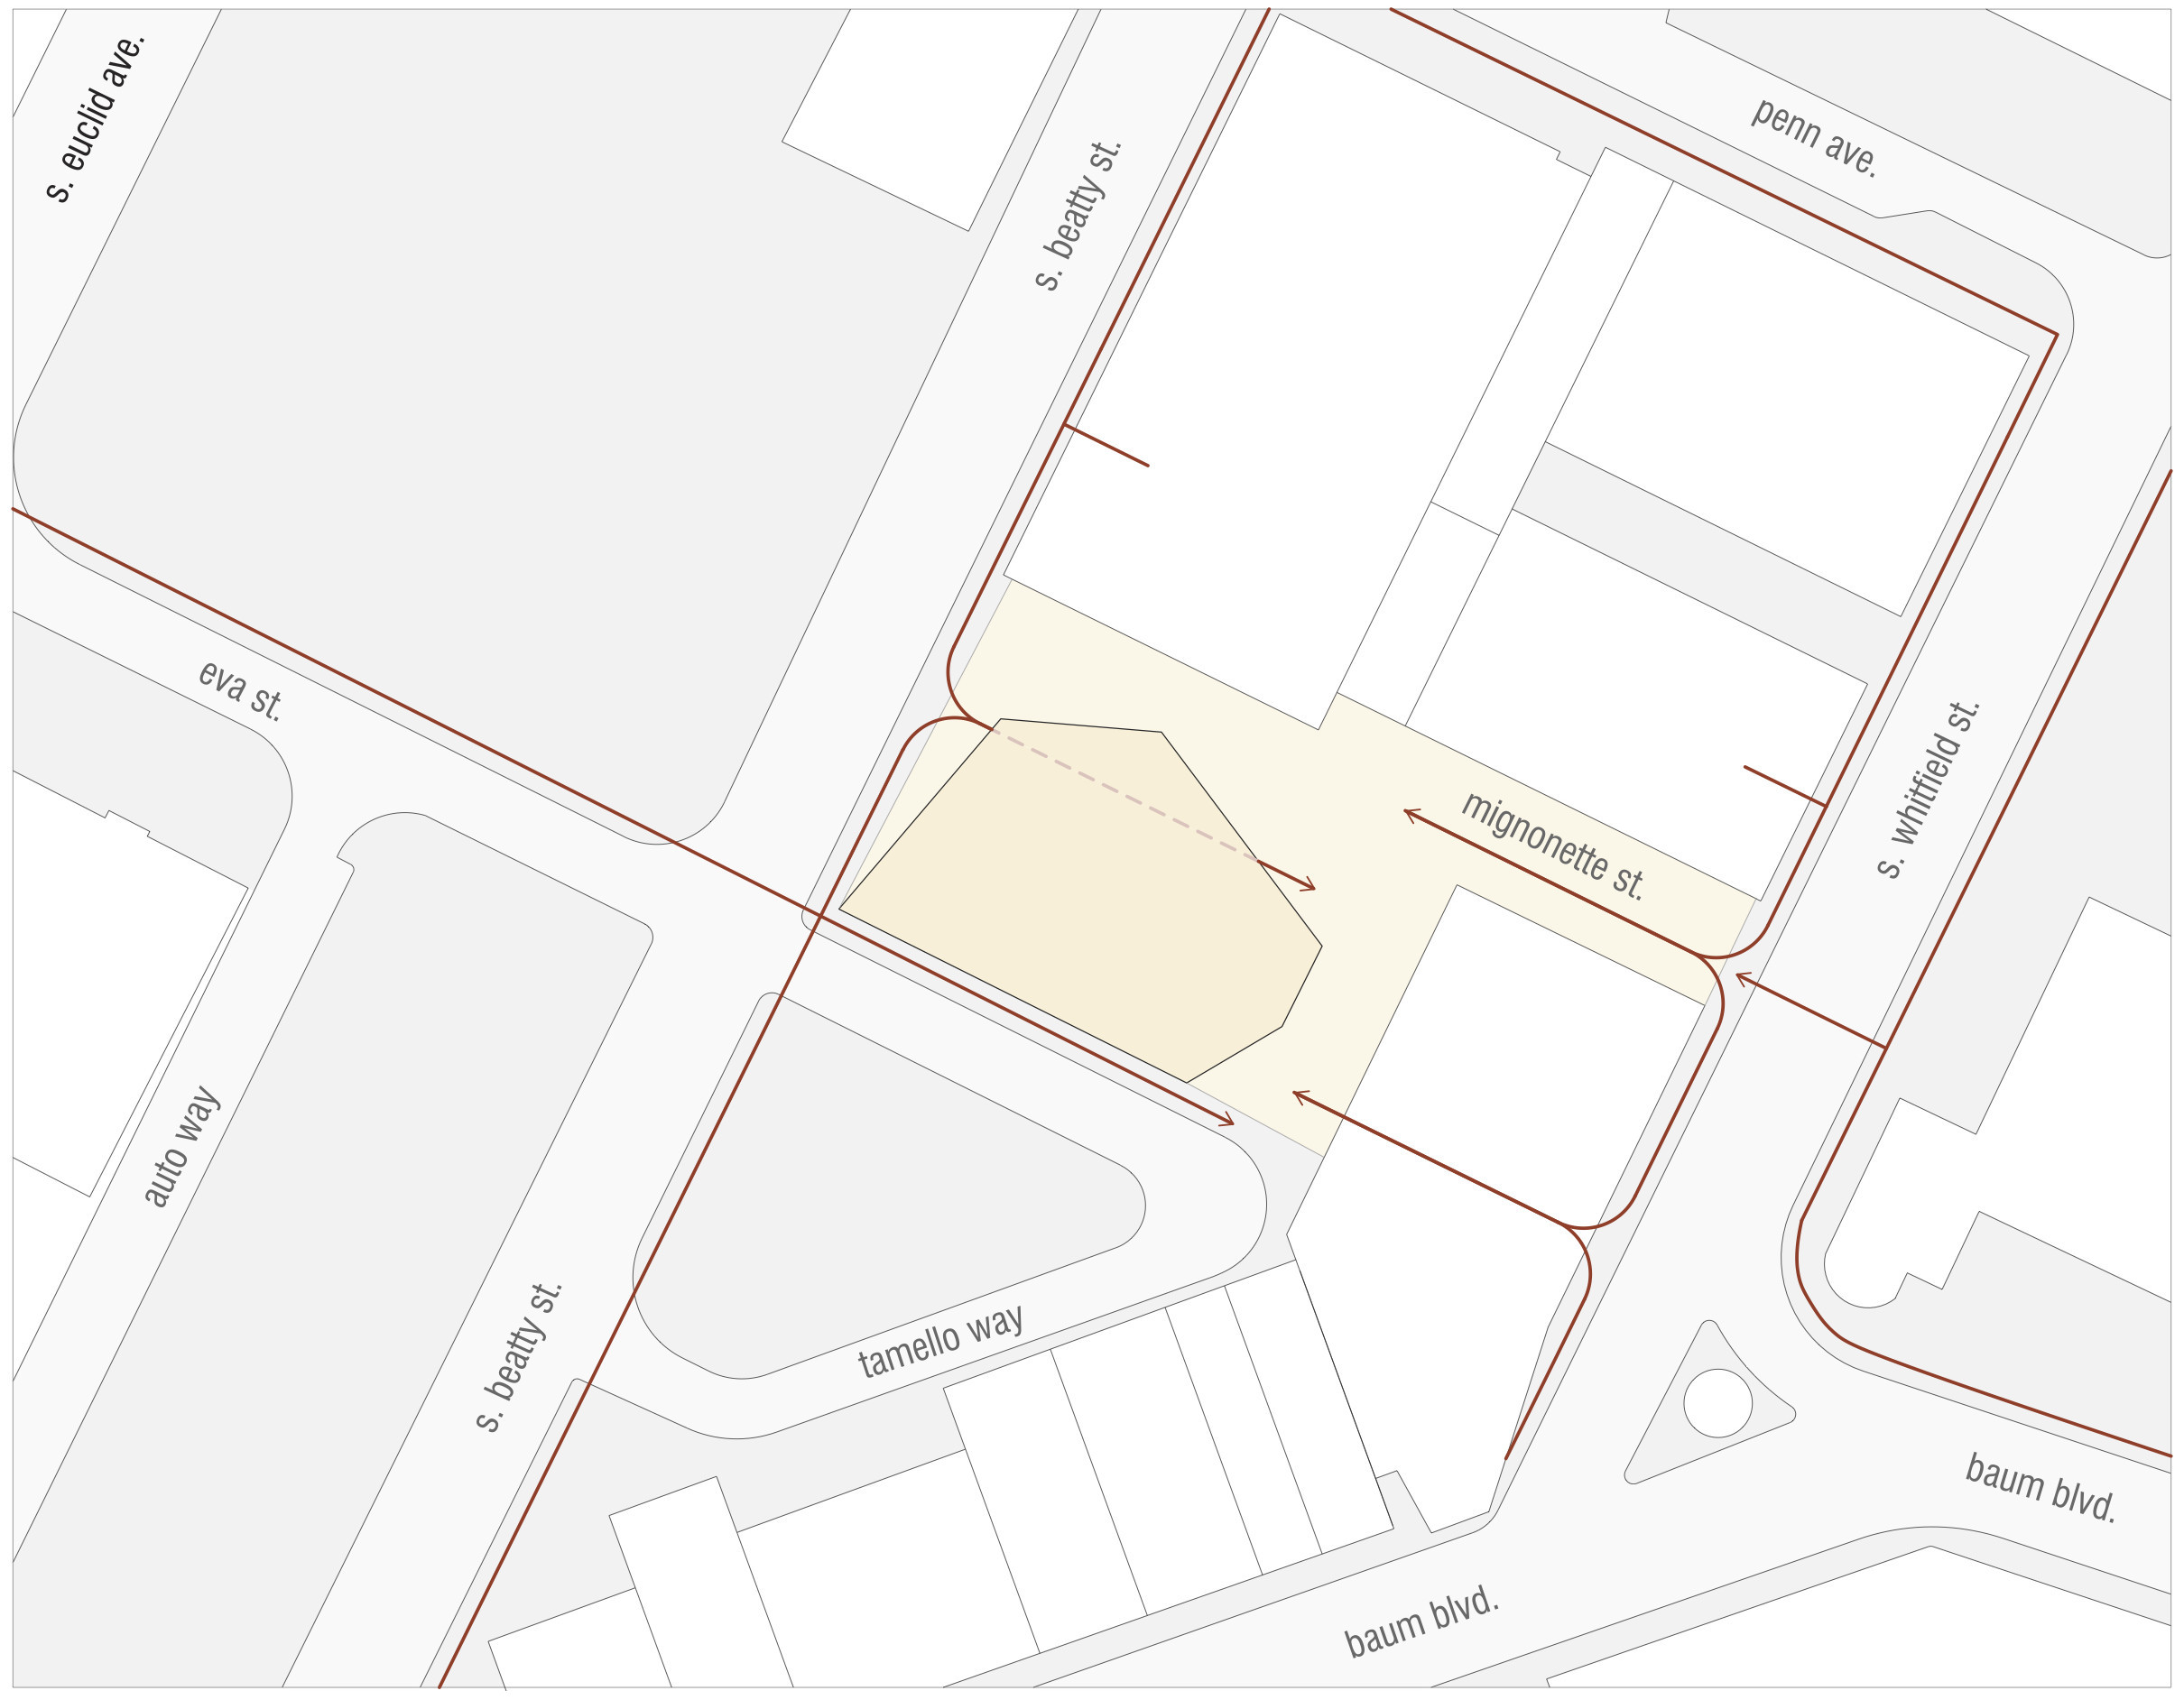 s. euclid ave.
penn ave.
s. beatty st.
eva st.
mignonette st.
s. whitfield st.
auto way
s. beatty st.
tamello way
baum blvd.
baum blvd.